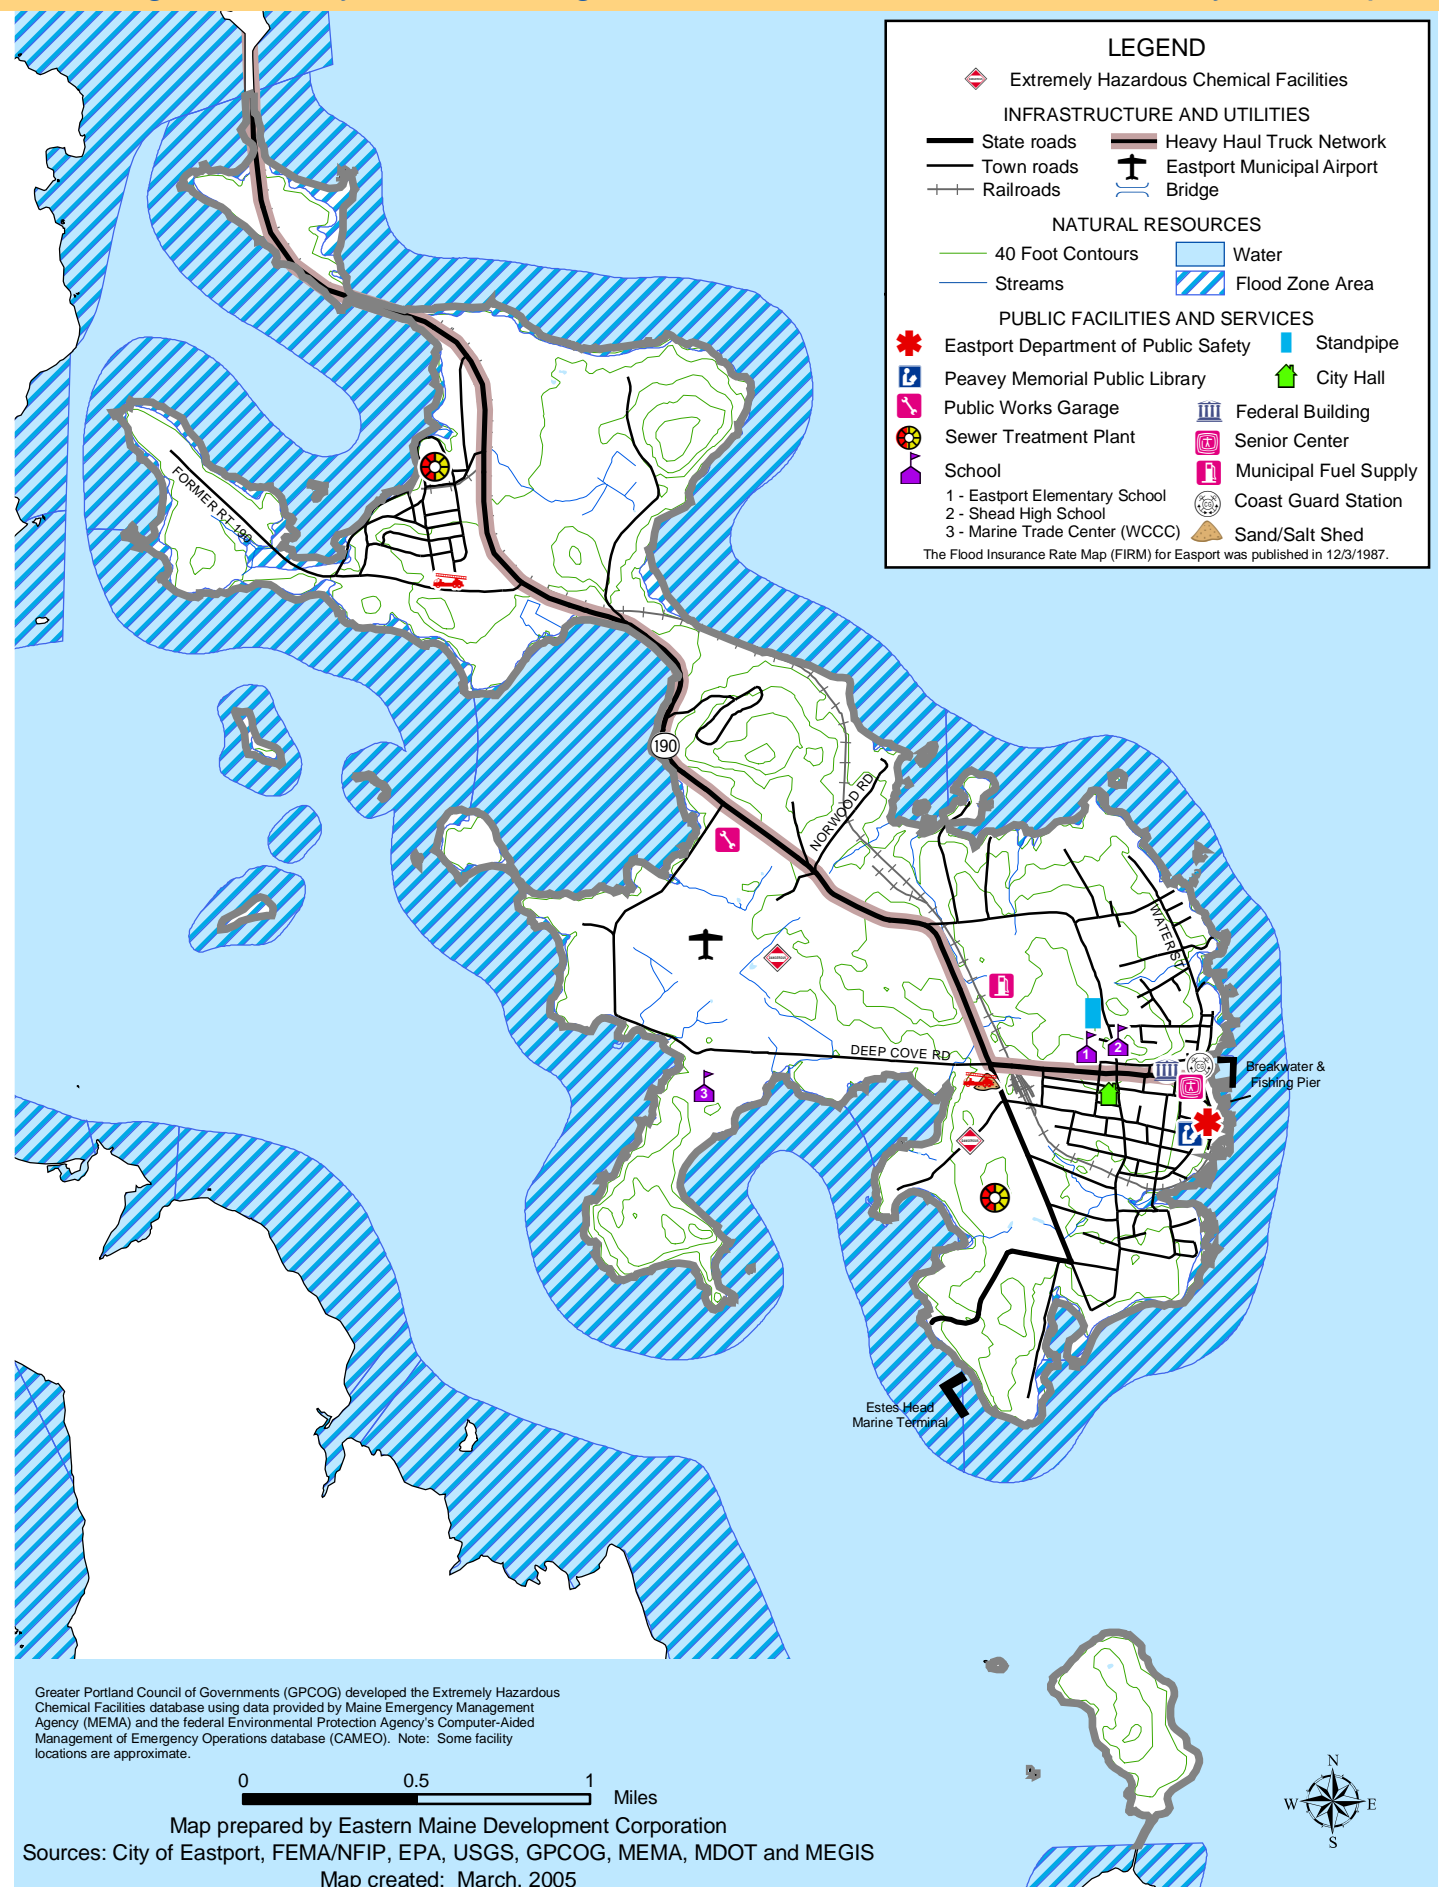 LEGEND
Extremely Hazardous Chemical Facilities
INFRASTRUCTURE AND UTILITIES
State roads
Heavy Haul Truck Network
Town roads
Eastport Municipal Airport
Railroads
Bridge
NATURAL RESOURCES
40 Foot Contours
Water
Streams
Flood Zone Area
PUBLIC FACILITIES AND SERVICES
Eastport Department of Public Safety
Standpipe
Peavey Memorial Public Library
City Hall
Public Works Garage
Federal Building
Sewer Treatment Plant
Senior Center
School
Municipal Fuel Supply
1 - Eastport Elementary School
Coast Guard Station
2 - Shead High School
3 - Marine Trade Center (WCCC)
Sand/Salt Shed
The Flood Insurance Rate Map (FIRM) for Easport was published in 12/3/1987.
FORMER RT 190
190
NORWOOD RD
WATER ST
DEEP COVE RD
1
2
3
Breakwater &
Fishing Pier
Estes Head
Marine Terminal
Greater Portland Council of Governments (GPCOG) developed the Extremely Hazardous
Chemical Facilities database using data provided by Maine Emergency Management
Agency (MEMA) and the federal Environmental Protection Agency's Computer-Aided
Management of Emergency Operations database (CAMEO). Note: Some facility
locations are approximate.
0 0.5 1
Miles
Map prepared by Eastern Maine Development Corporation
Sources: City of Eastport, FEMA/NFIP, EPA, USGS, GPCOG, MEMA, MDOT and MEGIS
Map created: March, 2005
N
W E
S